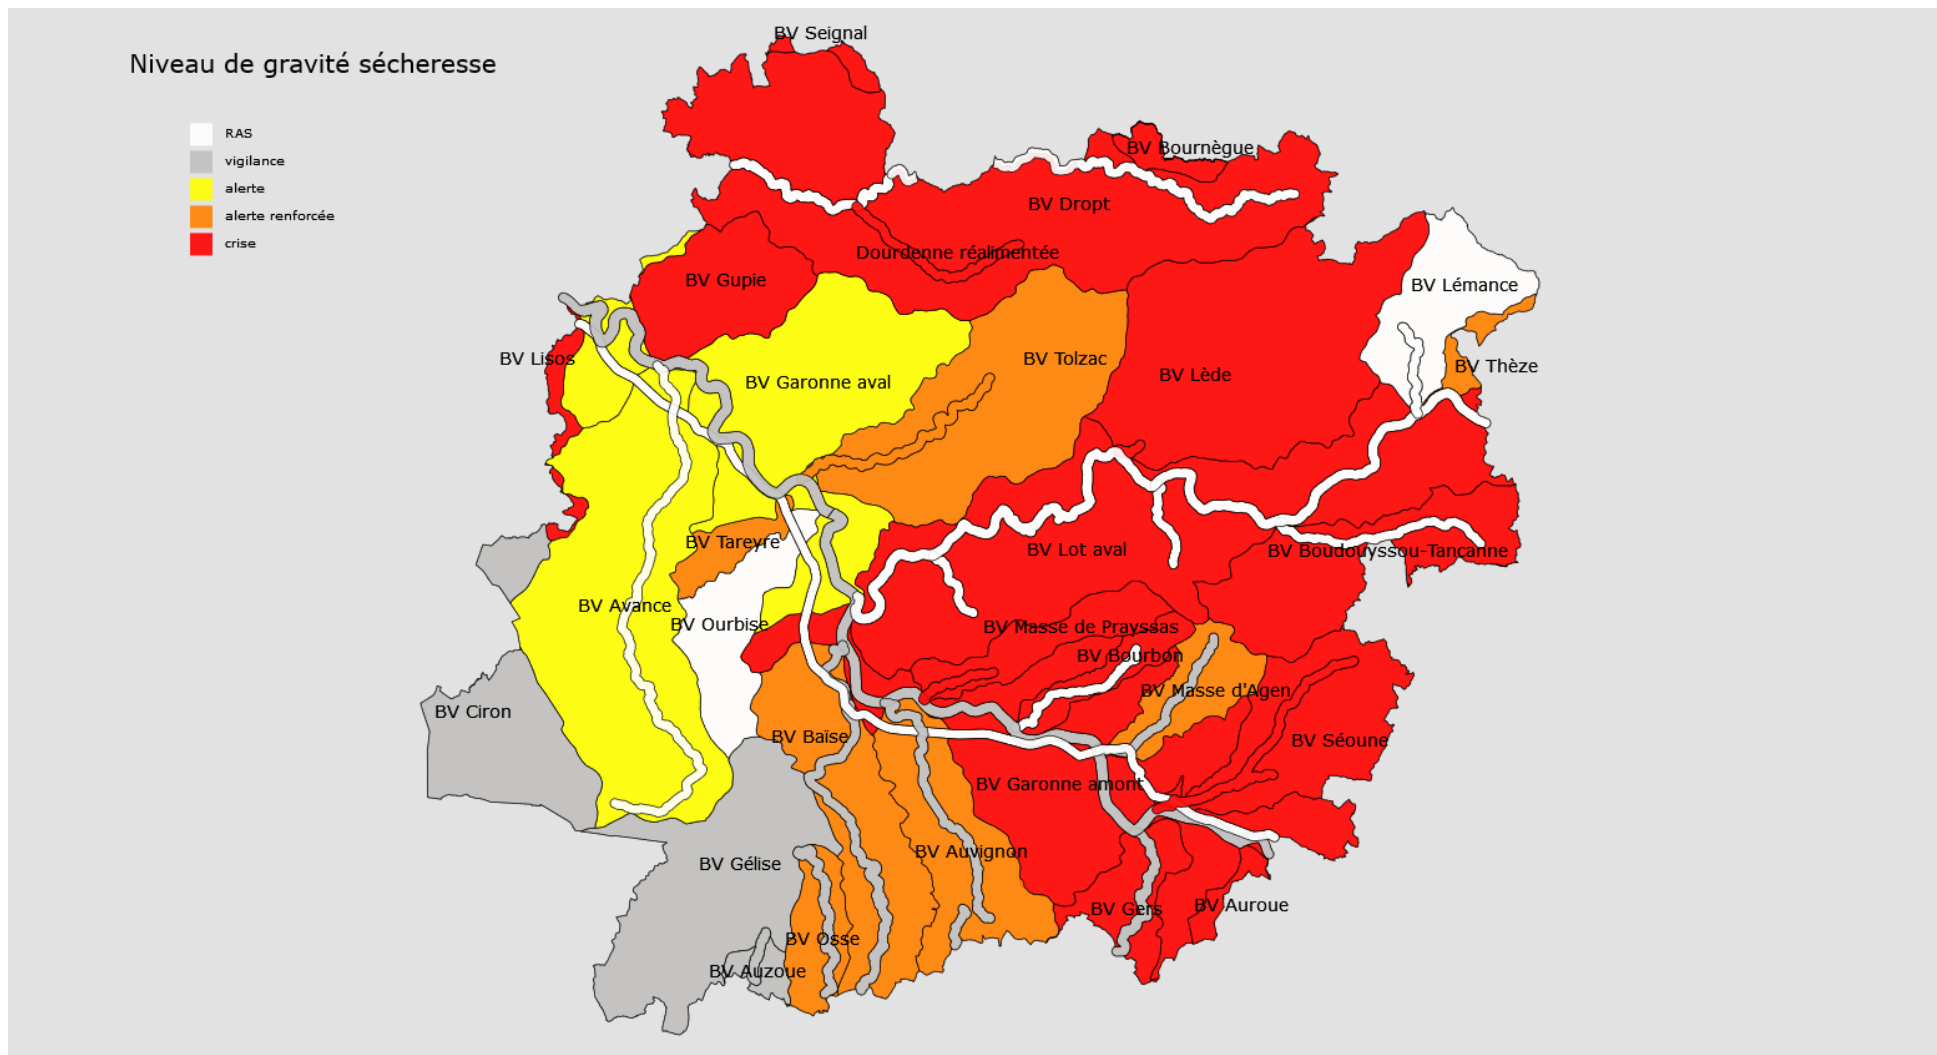 BV Seignal
Niveau de gravité sécheresse
RAS
vigilance
alerte
alerte renforcée
crise
BV Bournègue
BV Dropt
Dourdenne réalimentée
BV Gupie
BV Lémance
BV Lisos
BV Tolzac
BV Thèze
BV Lède
BV Garonne aval
BV Tareyre
BV Lot aval
BV Boudouyssou-Tancanne
BV Avance
BV Ourbise
BV Masse de Prayssas
BV Bourbon
BV Masse d'Agen
BV Ciron
BV Baïse
BV Séoune
BV Garonne amont
BV Gélise
BV Auvignon
BV Gers
BV Auroue
BV Osse
BV Auzoue